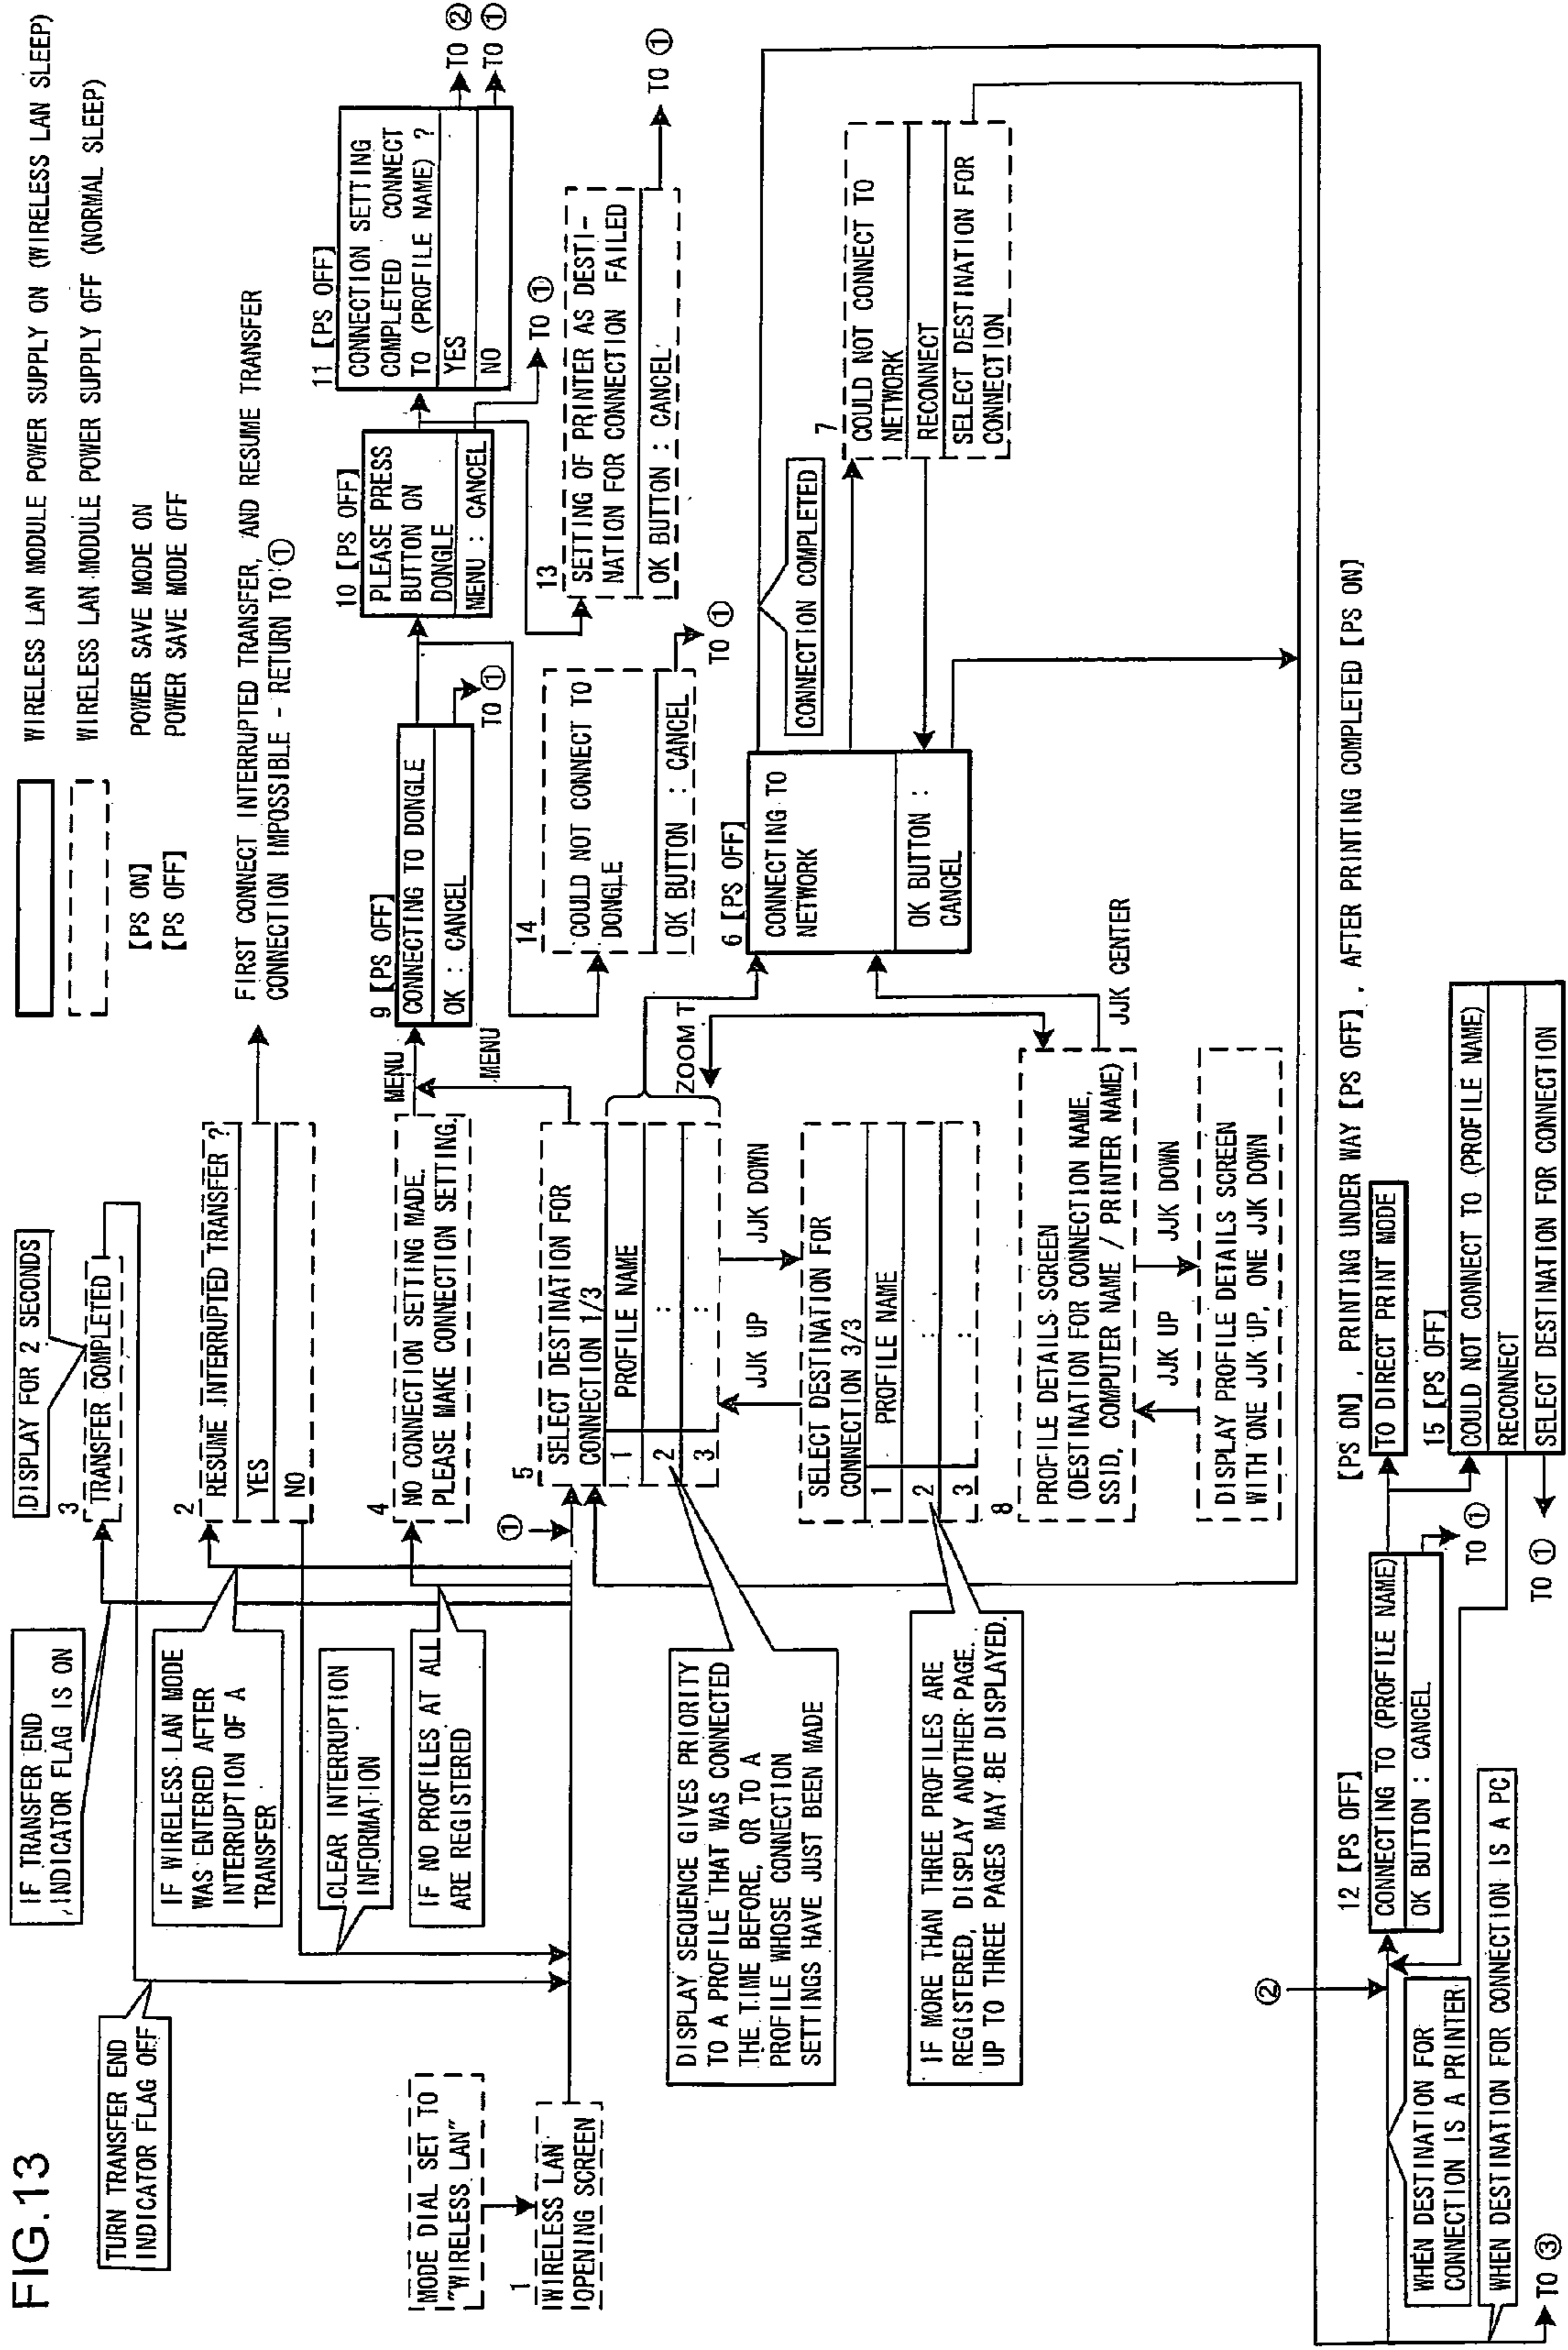 FIG.13
WIRELESS LAN MODULE POWER SUPPLY ON (WIRELESS LAN SLEEP)
WIRELESS LAN MODULE POWER SUPPLY OFF (NORMAL SLEEP)
[PS ON] POWER SAVE MODE ON
[PS OFF] POWER SAVE MODE OFF
TURN TRANSFER END
INDICATOR FLAG OFF
IF TRANSFER END
INDICATOR FLAG IS ON
DISPLAY FOR 2 SECONDS
3
TRANSFER COMPLETED
IF WIRELESS LAN MODE
WAS ENTERED AFTER
INTERRUPTION OF A
TRANSFER
2
RESUME INTERRUPTED TRANSFER ?
YES
NO
FIRST CONNECT INTERRUPTED TRANSFER, AND RESUME TRANSFER
CONNECTION IMPOSSIBLE - RETURN TO ①
CLEAR INTERRUPTION
INFORMATION
IF NO PROFILES AT ALL
ARE REGISTERED
4
NO CONNECTION SETTING MADE.
PLEASE MAKE CONNECTION SETTING.
MENU
MENU
9 [PS OFF]
CONNECTING TO DONGLE
OK : CANCEL
TO ①
10 [PS OFF]
PLEASE PRESS
BUTTON ON
DONGLE
MENU : CANCEL
TO ①
11 [PS OFF]
CONNECTION SETTING
COMPLETED CONNECT
TO (PROFILE NAME) ?
YES
NO
TO ②
TO ①
MODE DIAL SET TO
"WIRELESS LAN"
1
WIRELESS LAN
OPENING SCREEN
①
5
SELECT DESTINATION FOR
CONNECTION 1/3
1 PROFILE NAME
2 :
3 :
14
COULD NOT CONNECT TO
DONGLE
OK BUTTON : CANCEL
TO ①
13
SETTING OF PRINTER AS DESTI-
NATION FOR CONNECTION FAILED
OK BUTTON : CANCEL
TO ①
DISPLAY SEQUENCE GIVES PRIORITY
TO A PROFILE THAT WAS CONNECTED
THE TIME BEFORE, OR TO A
PROFILE WHOSE CONNECTION
SETTINGS HAVE JUST BEEN MADE
JJK UP
JJK DOWN
ZOOM T
6 [PS OFF]
CONNECTING TO
NETWORK
OK BUTTON :
CANCEL
CONNECTION COMPLETED
7
COULD NOT CONNECT TO
NETWORK
RECONNECT
SELECT DESTINATION FOR
CONNECTION
SELECT DESTINATION FOR
CONNECTION 3/3
1 PROFILE NAME
2 :
3 :
IF MORE THAN THREE PROFILES ARE
REGISTERED, DISPLAY ANOTHER PAGE.
UP TO THREE PAGES MAY BE DISPLAYED.
8
PROFILE DETAILS SCREEN
(DESTINATION FOR CONNECTION NAME,
SSID, COMPUTER NAME / PRINTER NAME)
JJK CENTER
JJK UP
JJK DOWN
DISPLAY PROFILE DETAILS SCREEN
WITH ONE JJK UP, ONE JJK DOWN
②
[PS ON] , PRINTING UNDER WAY [PS OFF] , AFTER PRINTING COMPLETED [PS ON]
WHEN DESTINATION FOR
CONNECTION IS A PRINTER
12 [PS OFF]
CONNECTING TO (PROFILE NAME)
OK BUTTON : CANCEL
TO ①
TO DIRECT PRINT MODE
15 [PS OFF]
COULD NOT CONNECT TO (PROFILE NAME)
RECONNECT
SELECT DESTINATION FOR CONNECTION
TO ①
WHEN DESTINATION FOR CONNECTION IS A PC
TO ③